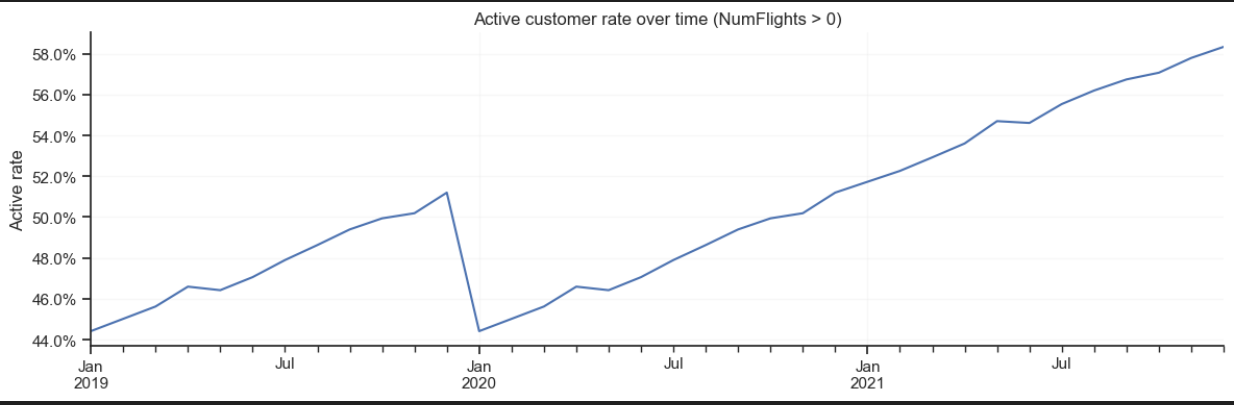 Active customer rate over time (NumFlights > 0)
58.0%
56.0%
54.0%
52.0%
50.0%
48.0%
46.0%
44.0%
Active rate
Jan Jul Jan Jul Jan Jul
2019 2020 2021